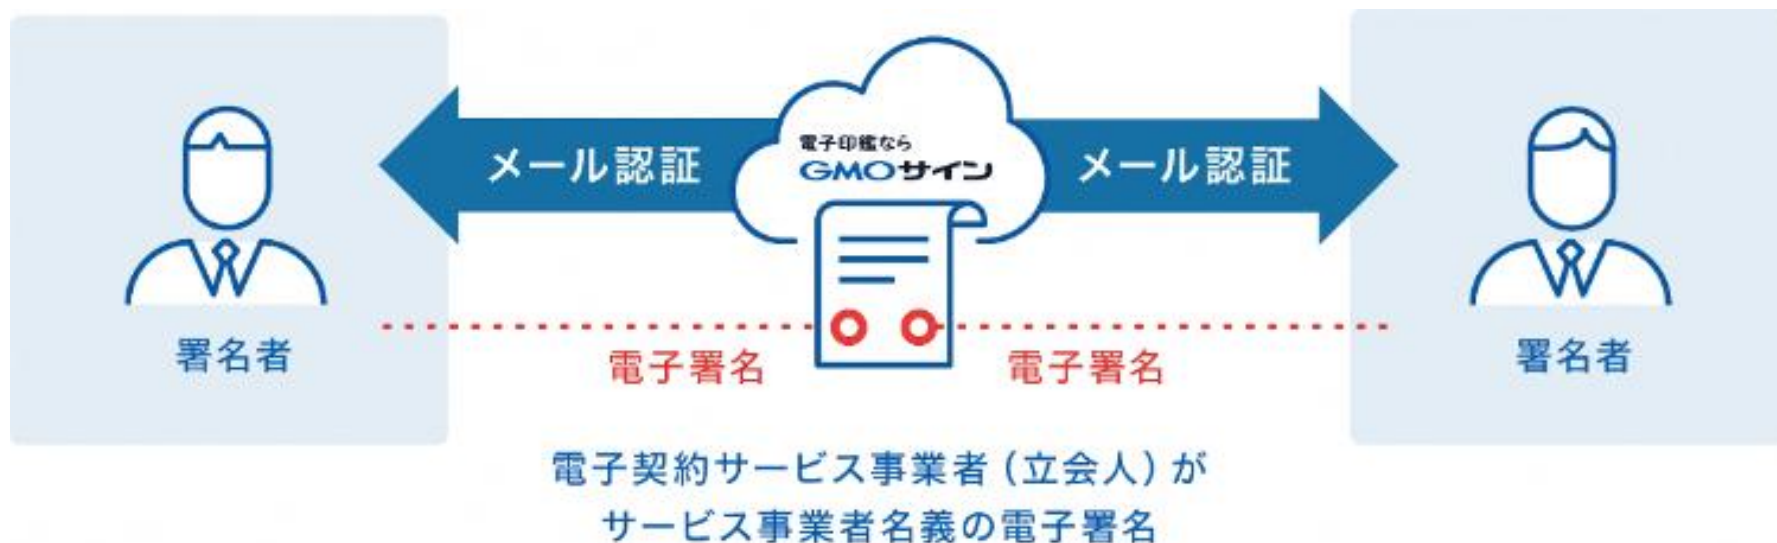 メール認証
電子印鑑なら
GMOサイン
メール認証
署名者
電子署名
電子署名
署名者
電子契約サービス事業者(立会人)が
サービス事業者名義の電子署名